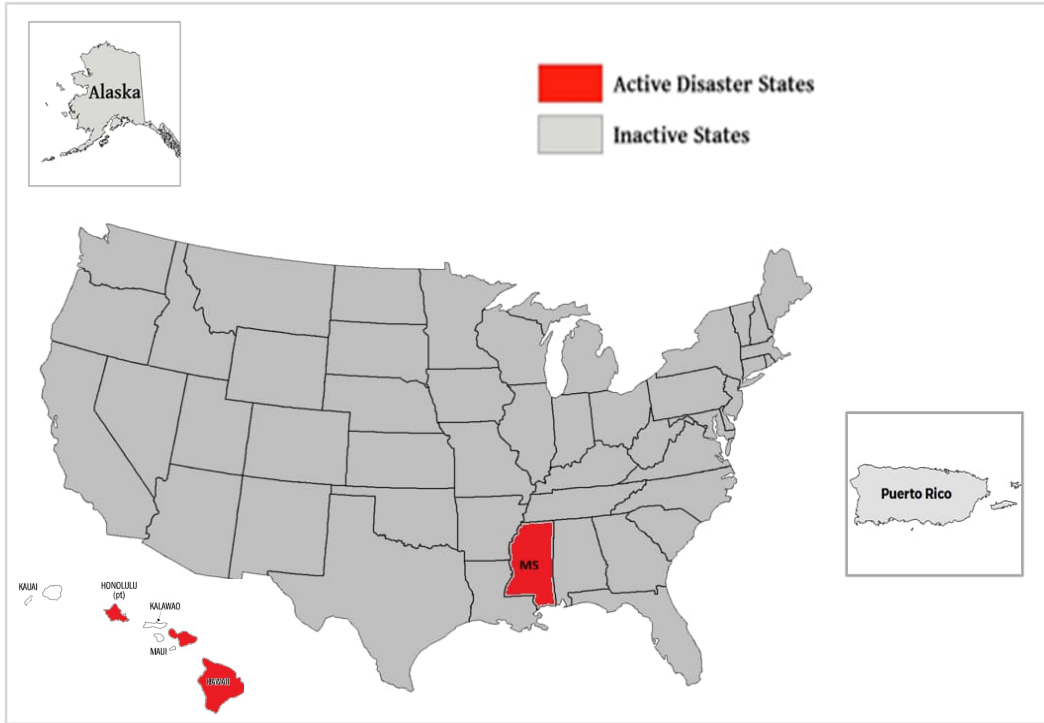 Alaska
Active Disaster States
Inactive States
Puerto Rico
MS
KAUAI
HONOLULU
(pt)
KALAWAO
MAUI
HAWAII